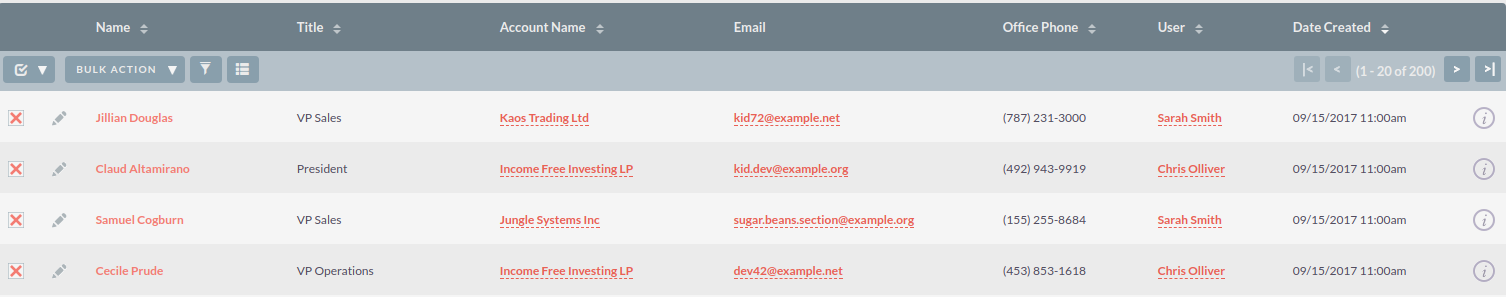 Name Title Account Name Email Office Phone User Date Created
BULK ACTION (1 - 20 of 200)
Jillian Douglas VP Sales Kaos Trading Ltd kid72@example.net (787) 231-3000 Sarah Smith 09/15/2017 11:00am
Claud Altamirano President Income Free Investing LP kid.dev@example.org (492) 943-9919 Chris Olliver 09/15/2017 11:00am
Samuel Cogburn VP Sales Jungle Systems Inc sugar.beans.section@example.org (155) 255-8684 Sarah Smith 09/15/2017 11:00am
Cecile Prude VP Operations Income Free Investing LP dev42@example.net (453) 853-1618 Chris Olliver 09/15/2017 11:00am